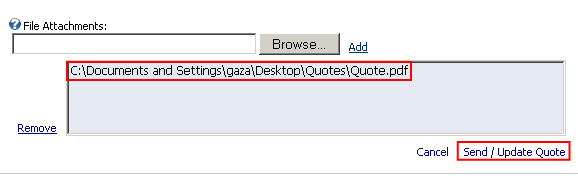 ? File Attachments:
Browse... Add
C:\Documents and Settings\gaza\Desktop\Quotes\Quote.pdf
Remove
Cancel Send / Update Quote